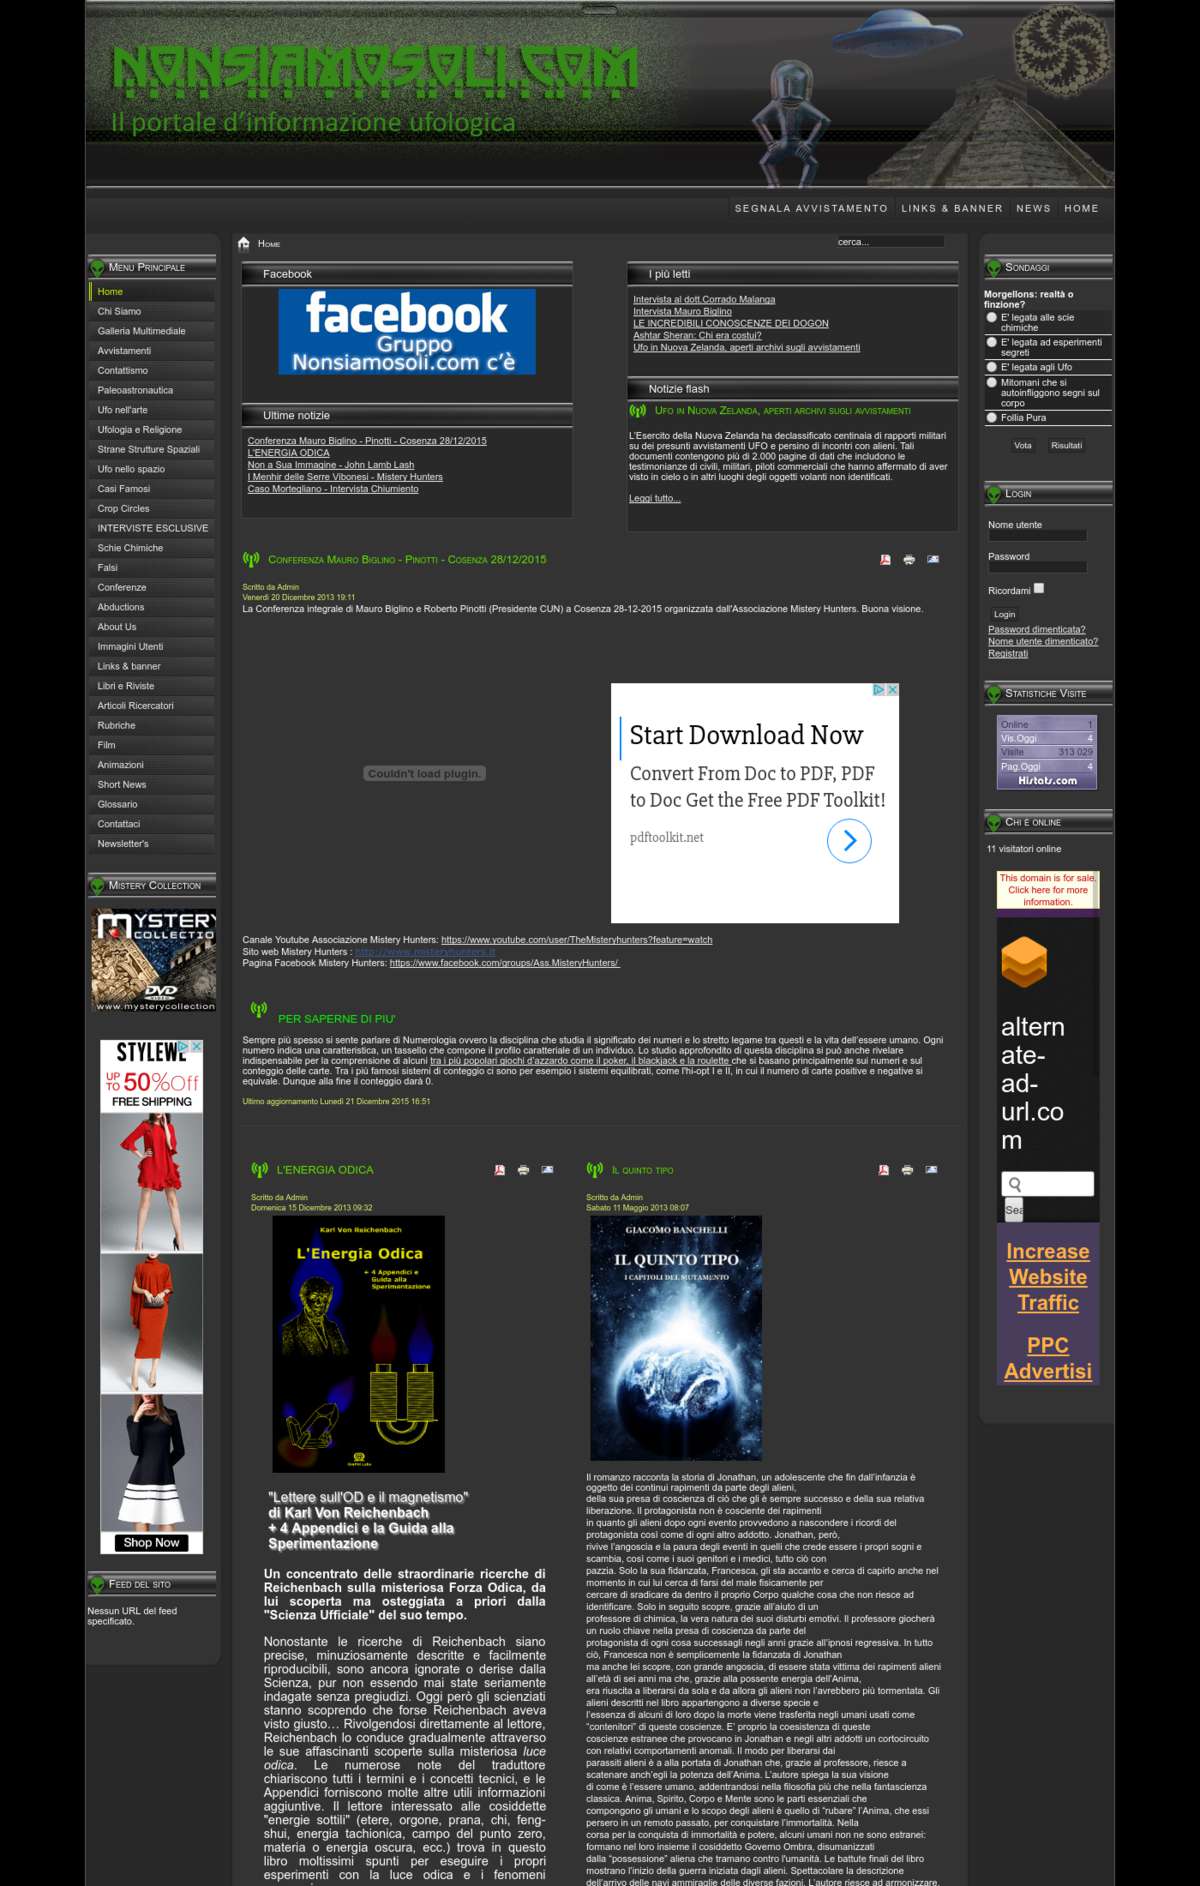 NONSIAMOSOLI.COM
Il portale d'informazione ufologica
SEGNALA AVVISTAMENTO
LINKS & BANNER
NEWS
HOME
Menu Principale
Home
Chi Siamo
Galleria Multimediale
Avvistamenti
Contattismo
Paleoastronautica
Ufo nell'arte
Ufologia e Religione
Strane Strutture Spaziali
Ufo nello spazio
Casi Famosi
Crop Circles
INTERVISTE ESCLUSIVE
Schie Chimiche
Falsi
Conferenze
Abductions
About Us
Immagini Utenti
Links & banner
Libri e Riviste
Articoli Ricercatori
Rubriche
Film
Animazioni
Short News
Glossario
Contattaci
Newsletter's
Mistery Collection
MYSTERY
COLLECTIO
DVD
VIDEO
www.mysterycollection
STYLEWE
UP TO 50%Off
FREE SHIPPING
Shop Now
Feed del sito
Nessun URL del feed
specificato.
Home
cerca...
Facebook
facebook
Gruppo
Nonsiamosoli.com c'è
Ultime notizie
Conferenza Mauro Biglino - Pinotti - Cosenza 28/12/2015
L'ENERGIA ODICA
Non a Sua Immagine - John Lamb Lash
I Menhir delle Serre Vibonesi - Mistery Hunters
Caso Mortegliano - Intervista Chiumiento
I più letti
Intervista al dott.Corrado Malanga
Intervista Mauro Biglino
LE INCREDIBILI CONOSCENZE DEI DOGON
Ashtar Sheran: Chi era costui?
Ufo in Nuova Zelanda, aperti archivi sugli avvistamenti
Notizie flash
Ufo in Nuova Zelanda, aperti archivi sugli avvistamenti
L'Esercito della Nuova Zelanda ha declassificato centinaia di rapporti militari
su dei presunti avvistamenti UFO e persino di incontri con alieni. Tali
documenti contengono più di 2.000 pagine di dati che includono le
testimonianze di civili, militari, piloti commerciali che hanno affermato di aver
visto in cielo o in altri luoghi degli oggetti volanti non identificati.
Leggi tutto...
Conferenza Mauro Biglino - Pinotti - Cosenza 28/12/2015
Scritto da Admin
Venerdì 20 Dicembre 2013 19:11
La Conferenza integrale di Mauro Biglino e Roberto Pinotti (Presidente CUN) a Cosenza 28-12-2015 organizzata dall'Associazione Mistery Hunters. Buona visione.
Couldn't load plugin.
Start Download Now
Convert From Doc to PDF, PDF
to Doc Get the Free PDF Toolkit!
pdftoolkit.net
Canale Youtube Associazione Mistery Hunters: https://www.youtube.com/user/TheMisteryhunters?feature=watch
Sito web Mistery Hunters : http://www.misteryhunters.it
Pagina Facebook Mistery Hunters: https://www.facebook.com/groups/Ass.MisteryHunters/
PER SAPERNE DI PIU'
Sempre più spesso si sente parlare di Numerologia ovvero la disciplina che studia il significato dei numeri e lo stretto legame tra questi e la vita dell'essere umano. Ogni
numero indica una caratteristica, un tassello che compone il profilo caratteriale di un individuo. Lo studio approfondito di questa disciplina si può anche rivelare
indispensabile per la comprensione di alcuni tra i più popolari giochi d'azzardo come il poker, il blackjack e la roulette che si basano principalmente sui numeri e sul
conteggio delle carte. Tra i più famosi sistemi di conteggio ci sono per esempio i sistemi equilibrati, come l'hi-opt I e II, in cui il numero di carte positive e negative si
equivale. Dunque alla fine il conteggio darà 0.
Ultimo aggiornamento Lunedì 21 Dicembre 2015 16:51
L'ENERGIA ODICA
Scritto da Admin
Domenica 15 Dicembre 2013 09:32
Karl Von Reichenbach
L'Energia Odica
+ 4 Appendici e
Guida alla
Sperimentazione
"Lettere sull'OD e il magnetismo"
di Karl Von Reichenbach
+ 4 Appendici e la Guida alla
Sperimentazione
Un concentrato delle straordinarie ricerche di
Reichenbach sulla misteriosa Forza Odica, da
lui scoperta ma osteggiata a priori dalla
"Scienza Ufficiale" del suo tempo.
Nonostante le ricerche di Reichenbach siano
precise, minuziosamente descritte e facilmente
riproducibili, sono ancora ignorate o derise dalla
Scienza, pur non essendo mai state seriamente
indagate senza pregiudizi. Oggi però gli scienziati
stanno scoprendo che forse Reichenbach aveva
visto giusto... Rivolgendosi direttamente al lettore,
Reichenbach lo conduce gradualmente attraverso
le sue affascinanti scoperte sulla misteriosa luce
odica. Le numerose note del traduttore
chiariscono tutti i termini e i concetti tecnici, e le
Appendici forniscono molte altre utili informazioni
aggiuntive. Il lettore interessato alle cosiddette
"energie sottili" (etere, orgone, prana, chi, feng-
shui, energia tachionica, campo del punto zero,
materia o energia oscura, ecc.) trova in questo
libro moltissimi spunti per eseguire i propri
esperimenti con la luce odica e i fenomeni
Il quinto tipo
Scritto da Admin
Sabato 11 Maggio 2013 08:07
GIACOMO BANCHELLI
IL QUINTO TIPO
I CAPITOLI DEL MUTAMENTO
Il romanzo racconta la storia di Jonathan, un adolescente che fin dall'infanzia è
oggetto dei continui rapimenti da parte degli alieni,
della sua presa di coscienza di ciò che gli è sempre successo e della sua relativa
liberazione. Il protagonista non è cosciente dei rapimenti
in quanto gli alieni dopo ogni evento provvedono a nascondere i ricordi del
protagonista così come di ogni altro addotto. Jonathan, però,
rivive l'angoscia e la paura degli eventi in quelli che crede essere i propri sogni e
scambia, così come i suoi genitori e i medici, tutto ciò con
pazzia. Solo la sua fidanzata, Francesca, gli sta accanto e cerca di capirlo anche nel
momento in cui lui cerca di farsi del male fisicamente per
cercare di sradicare da dentro il proprio Corpo qualche cosa che non riesce ad
identificare. Solo in seguito scopre, grazie all'aiuto di un
professore di chimica, la vera natura dei suoi disturbi emotivi. Il professore giocherà
un ruolo chiave nella presa di coscienza da parte del
protagonista di ogni cosa successagli negli anni grazie all'ipnosi regressiva. In tutto
ciò, Francesca non è semplicemente la fidanzata di Jonathan
ma anche lei scopre, con grande angoscia, di essere stata vittima dei rapimenti alieni
all'età di sei anni ma che, grazie alla possente energia dell'Anima,
era riuscita a liberarsi da sola e da allora gli alieni non l'avrebbero più tormentata. Gli
alieni descritti nel libro appartengono a diverse specie e
l'essenza di alcuni di loro dopo la morte viene trasferita negli umani usati come
"contenitori" di queste coscienze. E' proprio la coesistenza di queste
coscienze estranee che provocano in Jonathan e negli altri addotti un cortocircuito
con relativi comportamenti anomali. Il modo per liberarsi dai
parassiti alieni è a alla portata di Jonathan che, grazie al professore, riesce a
scatenare anch'egli la potenza dell'Anima. L'autore spiega la sua visione
di come è l'essere umano, addentrandosi nella filosofia più che nella fantascienza
classica. Anima, Spirito, Corpo e Mente sono le parti essenziali che
compongono gli umani e lo scopo degli alieni è quello di "rubare" l'Anima, che essi
persero in un remoto passato, per conquistare l'immortalità. Nella
corsa per la conquista di immortalità e potere, alcuni umani non ne sono estranei:
formano nel loro insieme il cosiddetto Governo Ombra, disumanizzati
dalla "possessione" aliena che tramano contro l'umanità. Le battute finali del libro
mostrano l'inizio della guerra iniziata dagli alieni. Spettacolare la descrizione
dell'arrivo delle navi ammiraglie delle diverse fazioni. L'autore riesce ad armonizzare,
Sondaggi
Morgellons: realtà o
finzione?
E' legata alle scie
chimiche
E' legata ad esperimenti
segreti
E' legata agli Ufo
Mitomani che si
autoinfliggono segni sul
corpo
Follia Pura
Vota
Risultati
Login
Nome utente
Password
Ricordami
Login
Password dimenticata?
Nome utente dimenticato?
Registrati
Statistiche Visite
Online 1
Vis.Oggi 4
Visite 313 029
Pag.Oggi 4
Histats.com
Chi è online
11 visitatori online
This domain is for sale.
Click here for more
information.
altern
ate-
ad-
url.co
m
Sea
Increase
Website
Traffic
PPC
Advertisi